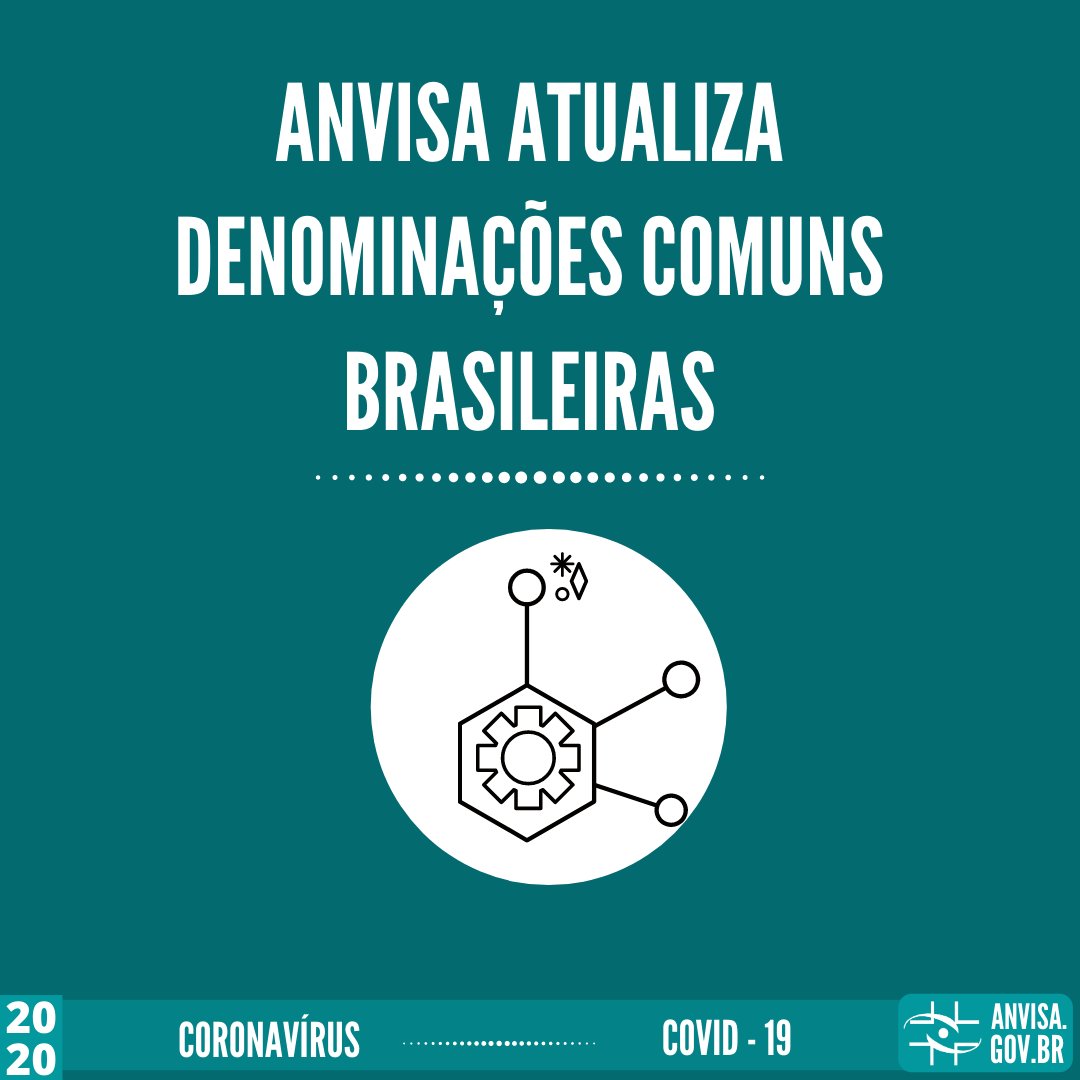 ANVISA ATUALIZA
DENOMINAÇÕES COMUNS
BRASILEIRAS
20
20
CORONAVÍRUS
COVID - 19
ANVISA.
GOV.BR